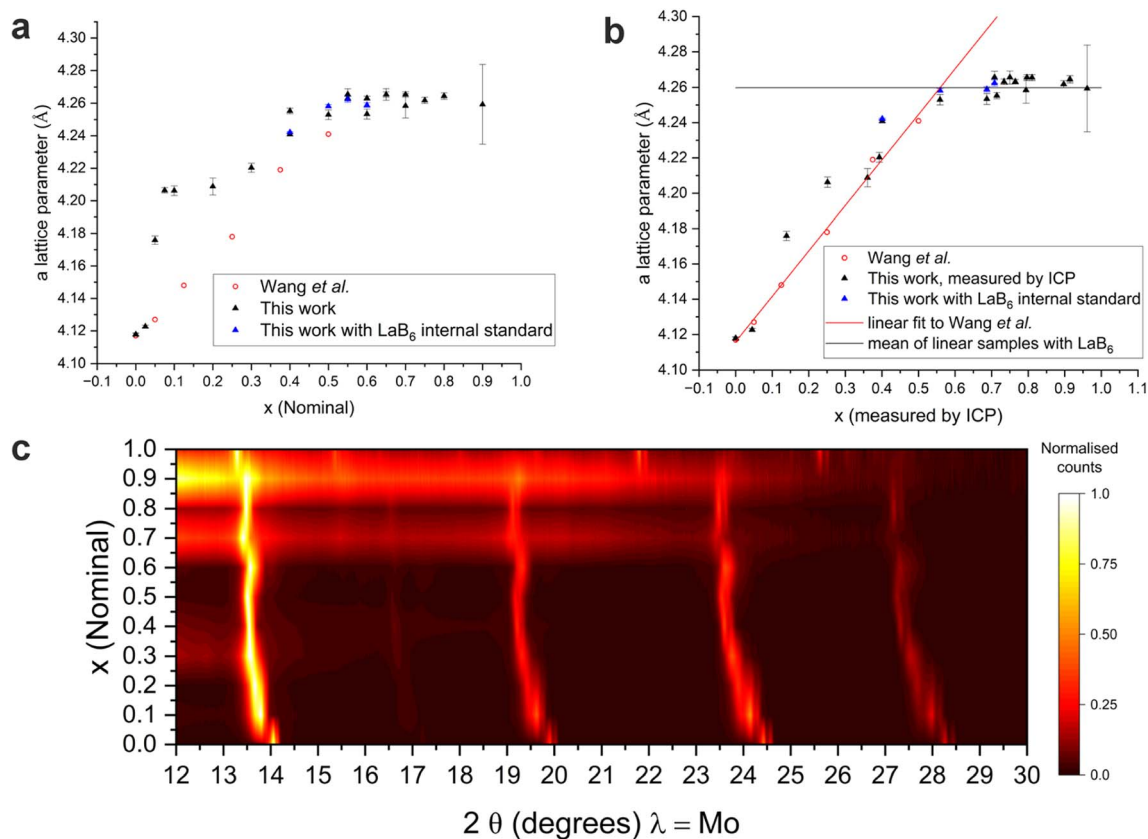 a
4.30
4.28
4.26
4.24
4.22
4.20
4.18
4.16
4.14
4.12
4.10
a lattice parameter (Å)
Wang et al.
This work
This work with LaB6 internal standard
−0.1 0.0 0.1 0.2 0.3 0.4 0.5 0.6 0.7 0.8 0.9 1.0
x (Nominal)
b
4.30
4.28
4.26
4.24
4.22
4.20
4.18
4.16
4.14
4.12
4.10
a lattice parameter (Å)
Wang et al.
This work, measured by ICP
This work with LaB6 internal standard
linear fit to Wang et al.
mean of linear samples with LaB6
−0.1 0.0 0.1 0.2 0.3 0.4 0.5 0.6 0.7 0.8 0.9 1.0 1.1
x (measured by ICP)
c
1.0
0.9
0.8
0.7
0.6
0.5
0.4
0.3
0.2
0.1
0.0
x (Nominal)
12 13 14 15 16 17 18 19 20 21 22 23 24 25 26 27 28 29 30
2 θ (degrees) λ = Mo
Normalised
counts
1.0
0.75
0.50
0.25
0.0